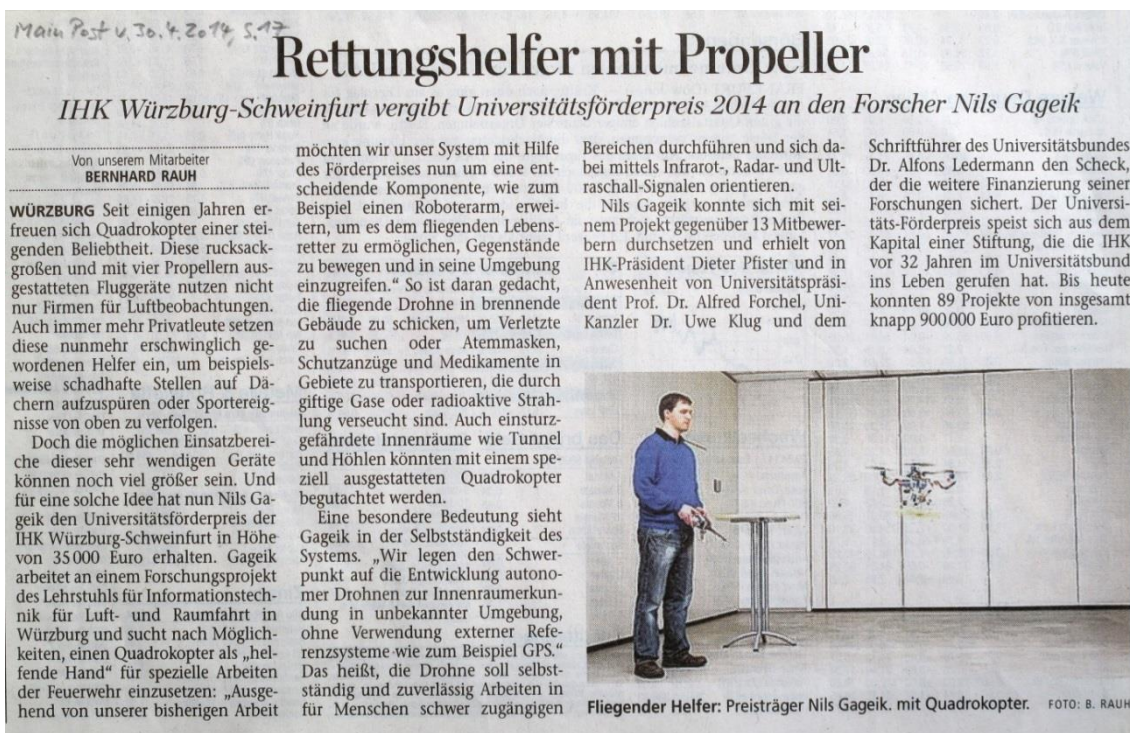 Main Post v. 30.4.2014, S.17
Rettungshelfer mit Propeller
IHK Würzburg-Schweinfurt vergibt Universitätsförderpreis 2014 an den Forscher Nils Gageik
Von unserem Mitarbeiter
BERNHARD RAUH
WÜRZBURG Seit einigen Jahren er-
freuen sich Quadrokopter einer stei-
genden Beliebtheit. Diese rucksack-
großen und mit vier Propellern aus-
gestatteten Fluggeräte nutzen nicht
nur Firmen für Luftbeobachtungen.
Auch immer mehr Privatleute setzen
diese nunmehr erschwinglich ge-
wordenen Helfer ein, um beispiels-
weise schadhafte Stellen auf Dä-
chern aufzuspüren oder Sportereig-
nisse von oben zu verfolgen.
Doch die möglichen Einsatzberei-
che dieser sehr wendigen Geräte
können noch viel größer sein. Und
für eine solche Idee hat nun Nils Ga-
geik den Universitätsförderpreis der
IHK Würzburg-Schweinfurt in Höhe
von 35 000 Euro erhalten. Gageik
arbeitet an einem Forschungsprojekt
des Lehrstuhls für Informationstech-
nik für Luft- und Raumfahrt in
Würzburg und sucht nach Möglich-
keiten, einen Quadrokopter als „hel-
fende Hand“ für spezielle Arbeiten
der Feuerwehr einzusetzen: „Ausge-
hend von unserer bisherigen Arbeit
möchten wir unser System mit Hilfe
des Förderpreises nun um eine ent-
scheidende Komponente, wie zum
Beispiel einen Roboterarm, erwei-
tern, um es dem fliegenden Lebens-
retter zu ermöglichen, Gegenstände
zu bewegen und in seine Umgebung
einzugreifen.“ So ist daran gedacht,
die fliegende Drohne in brennende
Gebäude zu schicken, um Verletzte
zu suchen oder Atemmasken,
Schutzanzüge und Medikamente in
Gebiete zu transportieren, die durch
giftige Gase oder radioaktive Strah-
lung verseucht sind. Auch einsturz-
gefährdete Innenräume wie Tunnel
und Höhlen könnten mit einem spe-
ziell ausgestatteten Quadrokopter
begutachtet werden.
Eine besondere Bedeutung sieht
Gageik in der Selbstständigkeit des
Systems. „Wir legen den Schwer-
punkt auf die Entwicklung autono-
mer Drohnen zur Innenraumerkun-
dung in unbekannter Umgebung,
ohne Verwendung externer Refe-
renzsysteme wie zum Beispiel GPS.“
Das heißt, die Drohne soll selbst-
ständig und zuverlässig Arbeiten in
für Menschen schwer zugängigen
Bereichen durchführen und sich da-
bei mittels Infrarot-, Radar- und Ult-
raschall-Signalen orientieren.
Nils Gageik konnte sich mit sei-
nem Projekt gegenüber 13 Mitbewer-
bern durchsetzen und erhielt von
IHK-Präsident Dieter Pfister und in
Anwesenheit von Universitätspräsi-
dent Prof. Dr. Alfred Forchel, Uni-
Kanzler Dr. Uwe Klug und dem
Schriftführer des Universitätsbundes
Dr. Alfons Ledermann den Scheck,
der die weitere Finanzierung seiner
Forschungen sichert. Der Universi-
täts-Förderpreis speist sich aus dem
Kapital einer Stiftung, die die IHK
vor 32 Jahren im Universitätsbund
ins Leben gerufen hat. Bis heute
konnten 89 Projekte von insgesamt
knapp 900 000 Euro profitieren.
Fliegender Helfer: Preisträger Nils Gageik. mit Quadrokopter. FOTO: B. RAUH